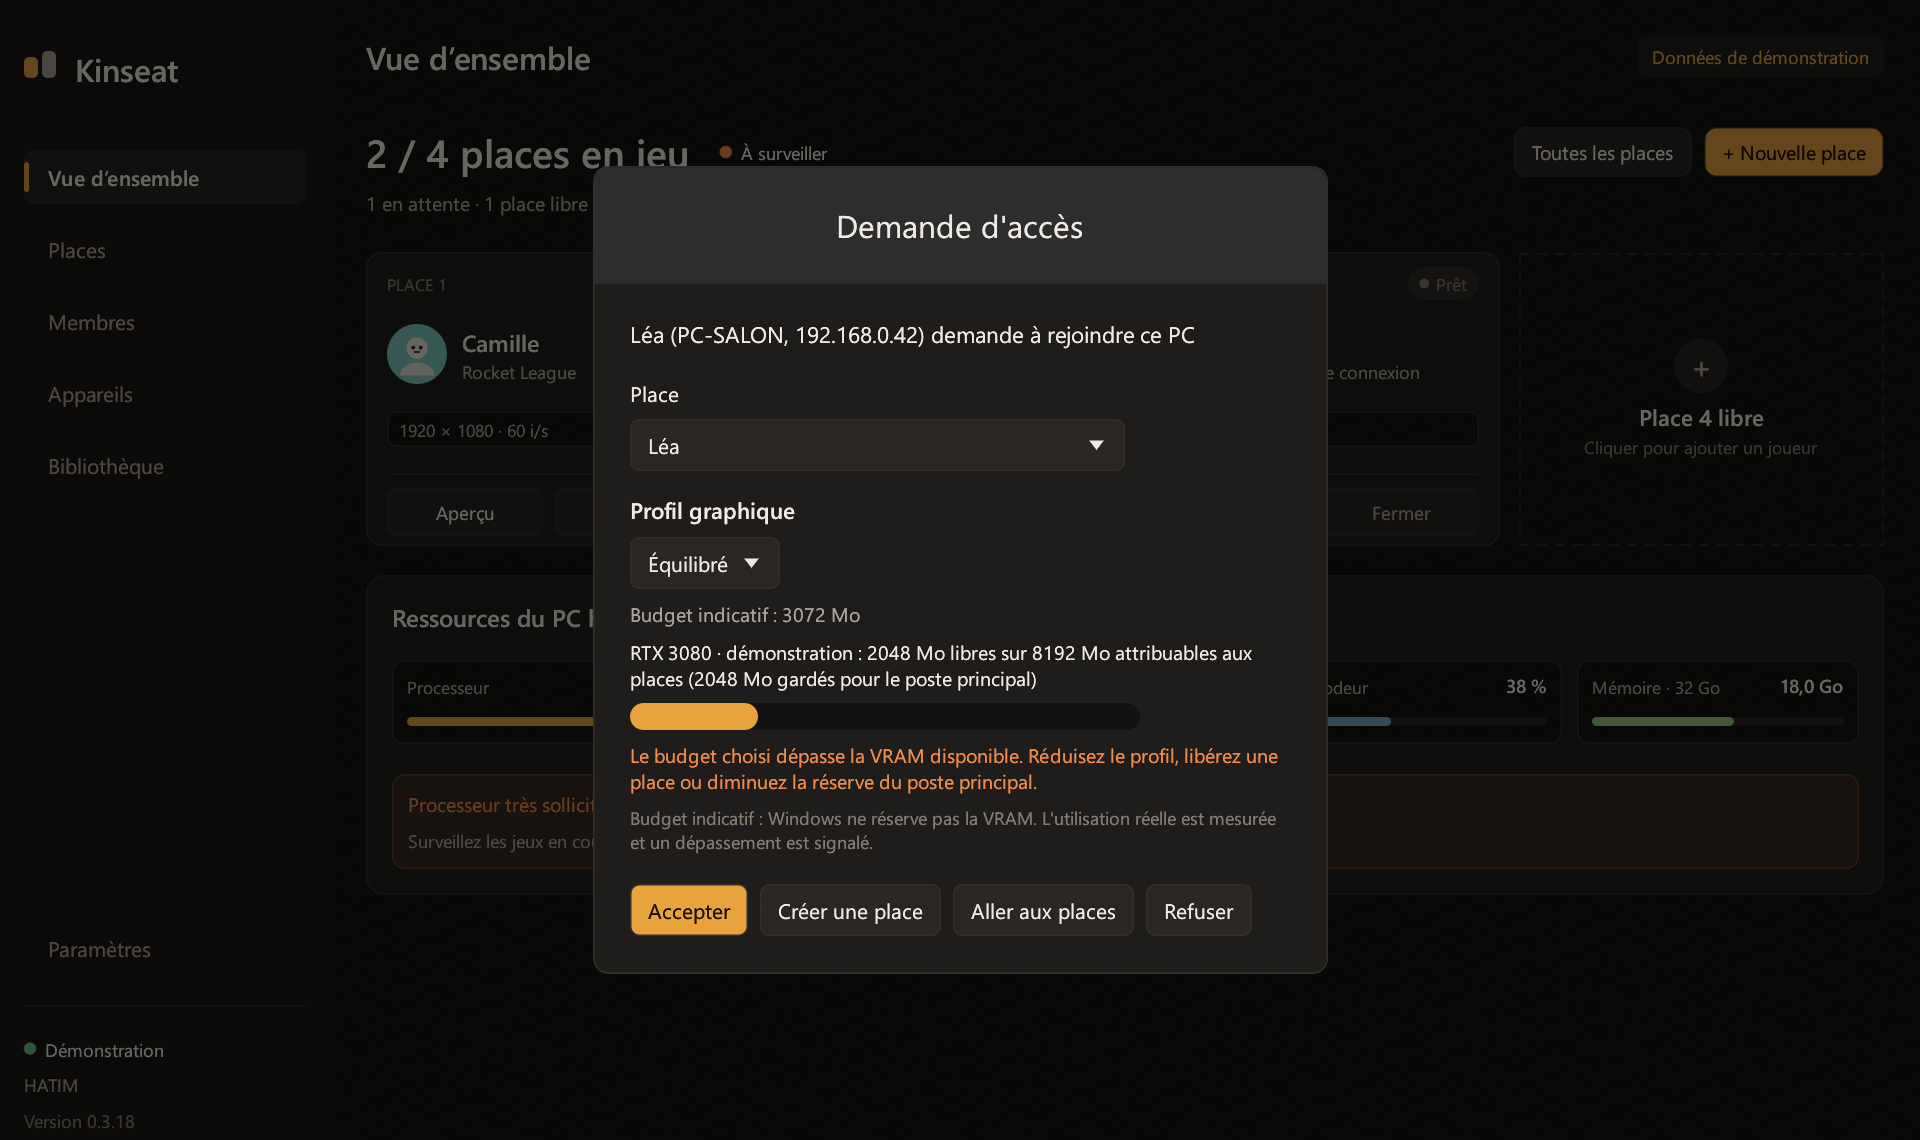 Kinseat
Vue d’ensemble
Places
Membres
Appareils
Bibliothèque
Paramètres
Démonstration
HATIM
Version 0.3.18
Vue d’ensemble
Données de démonstration
2 / 4 places en jeu
À surveiller
1 en attente · 1 place libre
Toutes les places
+ Nouvelle place
PLACE 1
Camille
Rocket League
1920 × 1080 · 60 i/s
Aperçu
Prêt
connexion
Fermer
+
Place 4 libre
Cliquer pour ajouter un joueur
Ressources du PC
Processeur
38 %
Mémoire · 32 Go
18,0 Go
Processeur très
Surveillez les jeux en
Demande d'accès
Léa (PC-SALON, 192.168.0.42) demande à rejoindre ce PC
Place
Léa
Profil graphique
Équilibré
Budget indicatif : 3072 Mo
RTX 3080 · démonstration : 2048 Mo libres sur 8192 Mo attribuables aux
places (2048 Mo gardés pour le poste principal)
Le budget choisi dépasse la VRAM disponible. Réduisez le profil, libérez une
place ou diminuez la réserve du poste principal.
Budget indicatif : Windows ne réserve pas la VRAM. L'utilisation réelle est mesurée
et un dépassement est signalé.
Accepter
Créer une place
Aller aux places
Refuser